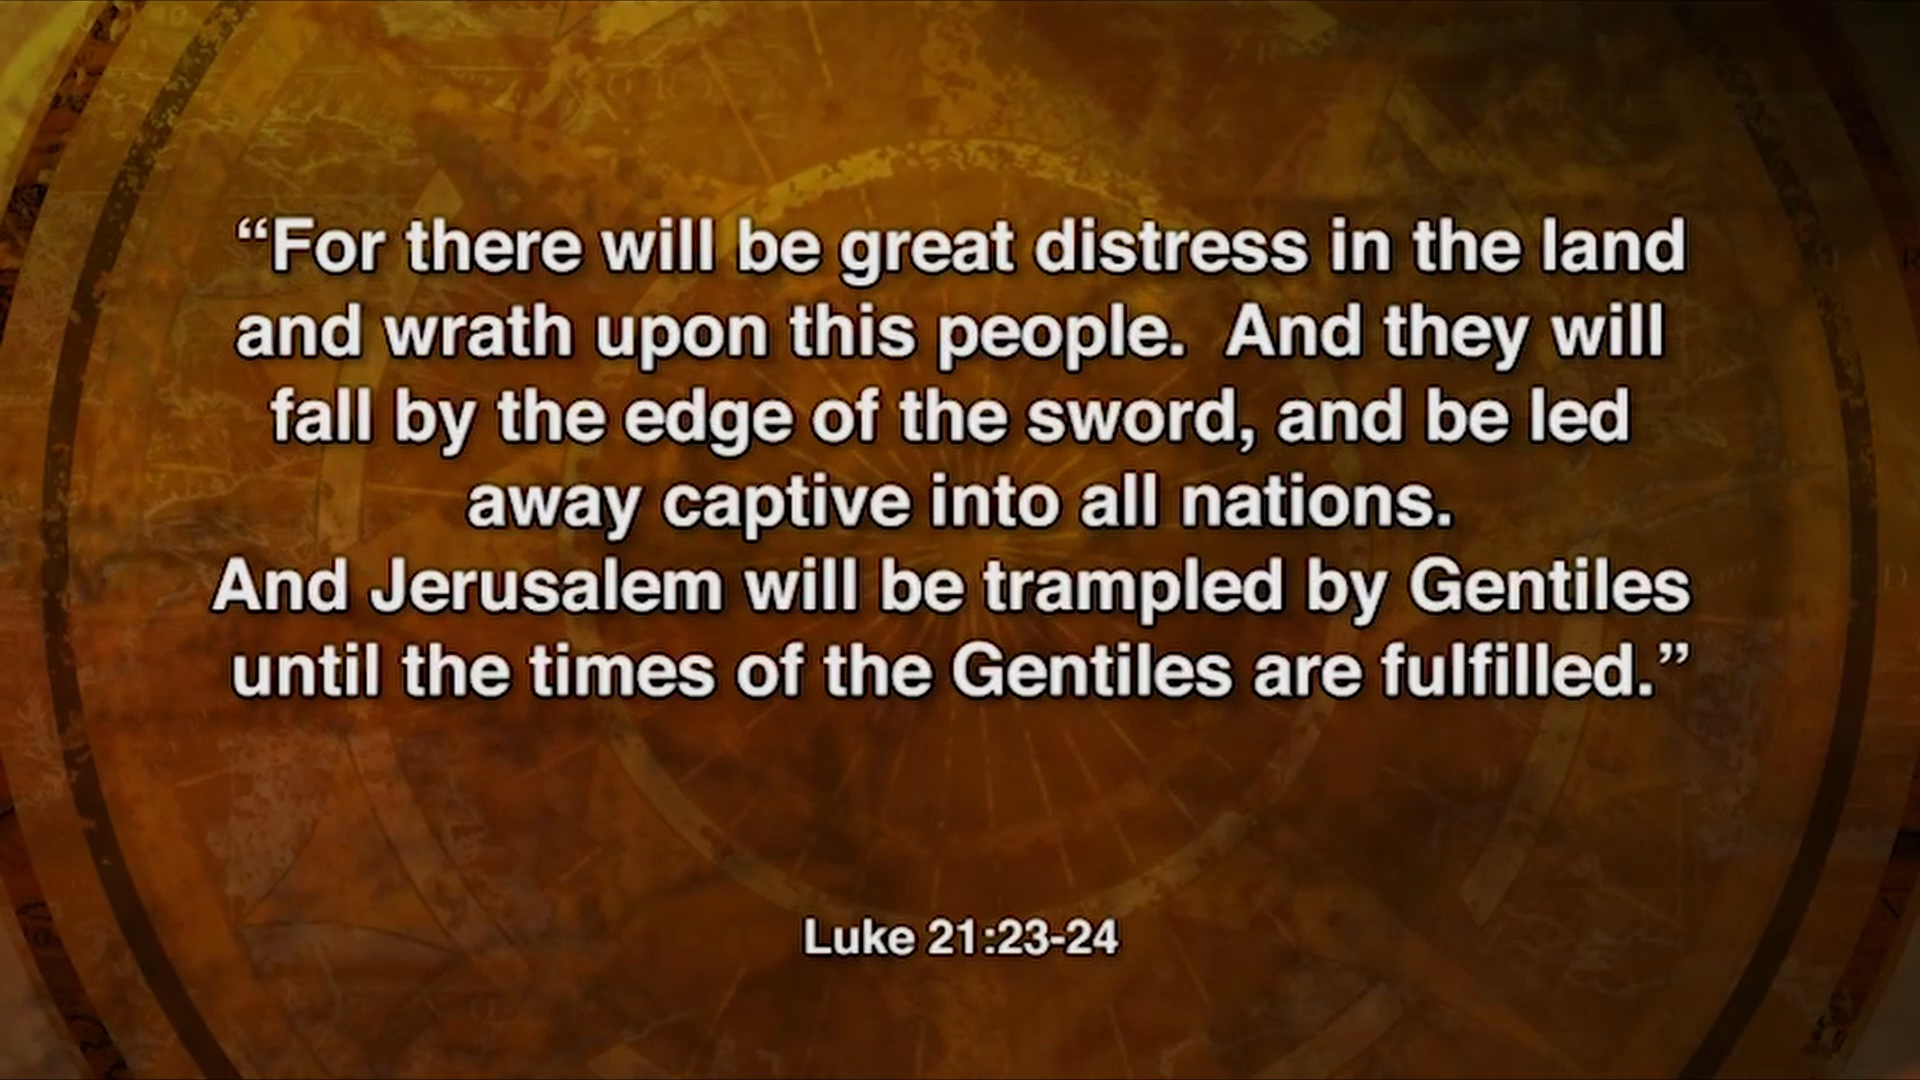 “For there will be great distress in the land
and wrath upon this people.  And they will
fall by the edge of the sword, and be led
away captive into all nations.
And Jerusalem will be trampled by Gentiles
until the times of the Gentiles are fulfilled.”
Luke 21:23-24